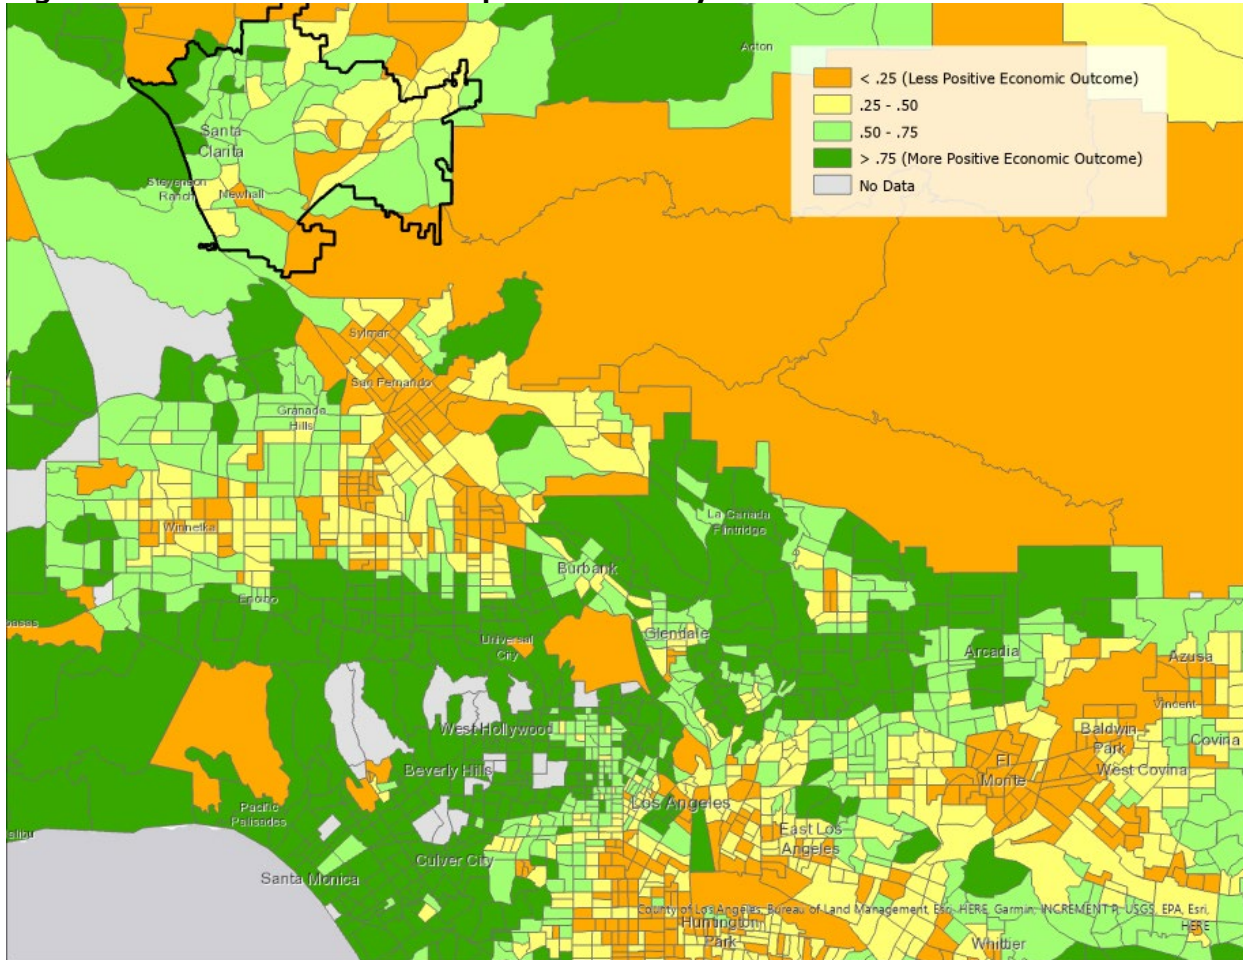 Acton
< .25 (Less Positive Economic Outcome)
.25 - .50
.50 - .75
> .75 (More Positive Economic Outcome)
No Data
Santa
Clarita
Stevenson
Ranch
Newhall
Sylmar
San Fernando
Granada
Hills
Winnetka
La Canada
Flintridge
Burbank
Encino
Universal
City
Glendale
Arcadia
Azusa
Vincent
West Hollywood
Baldwin
Park
Covina
Beverly Hills
El
Monte
West Covina
Los Angeles
Pacific
Palisades
East Los
Angeles
Culver City
Santa Monica
County of Los Angeles, Bureau of Land Management, Esri, HERE, Garmin, INCREMENT P, USGS, EPA, Esri,
HERE
Huntington
Park
Whittier